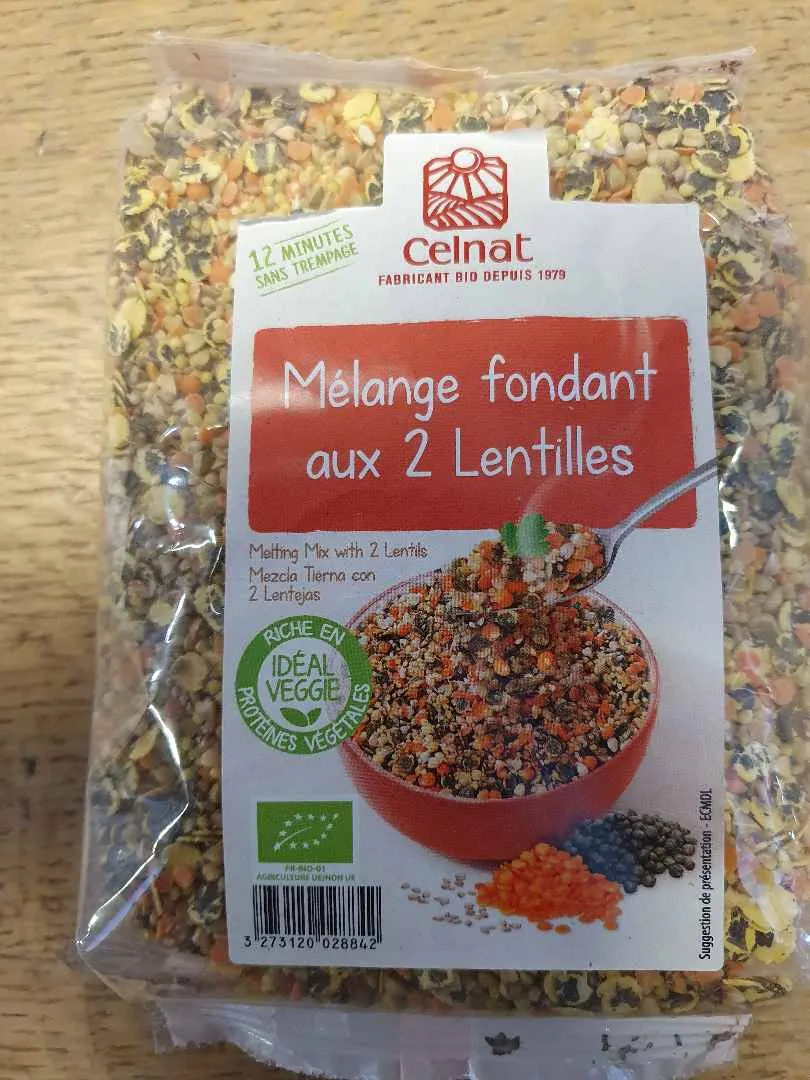 12 MINUTES
SANS TREMPAGE
Celnat
FABRICANT BIO DEPUIS 1979
Mélange fondant
aux 2 Lentilles
Melting Mix with 2 Lentils
Mezcla Tierna con
2 Lentejas
RICHE EN
IDÉAL
VEGGIE
PROTÉINES VÉGÉTALES
FR-BIO-01
AGRICULTURE UE/NON UE
3 273120 028842
Suggestion de présentation - ECMDL